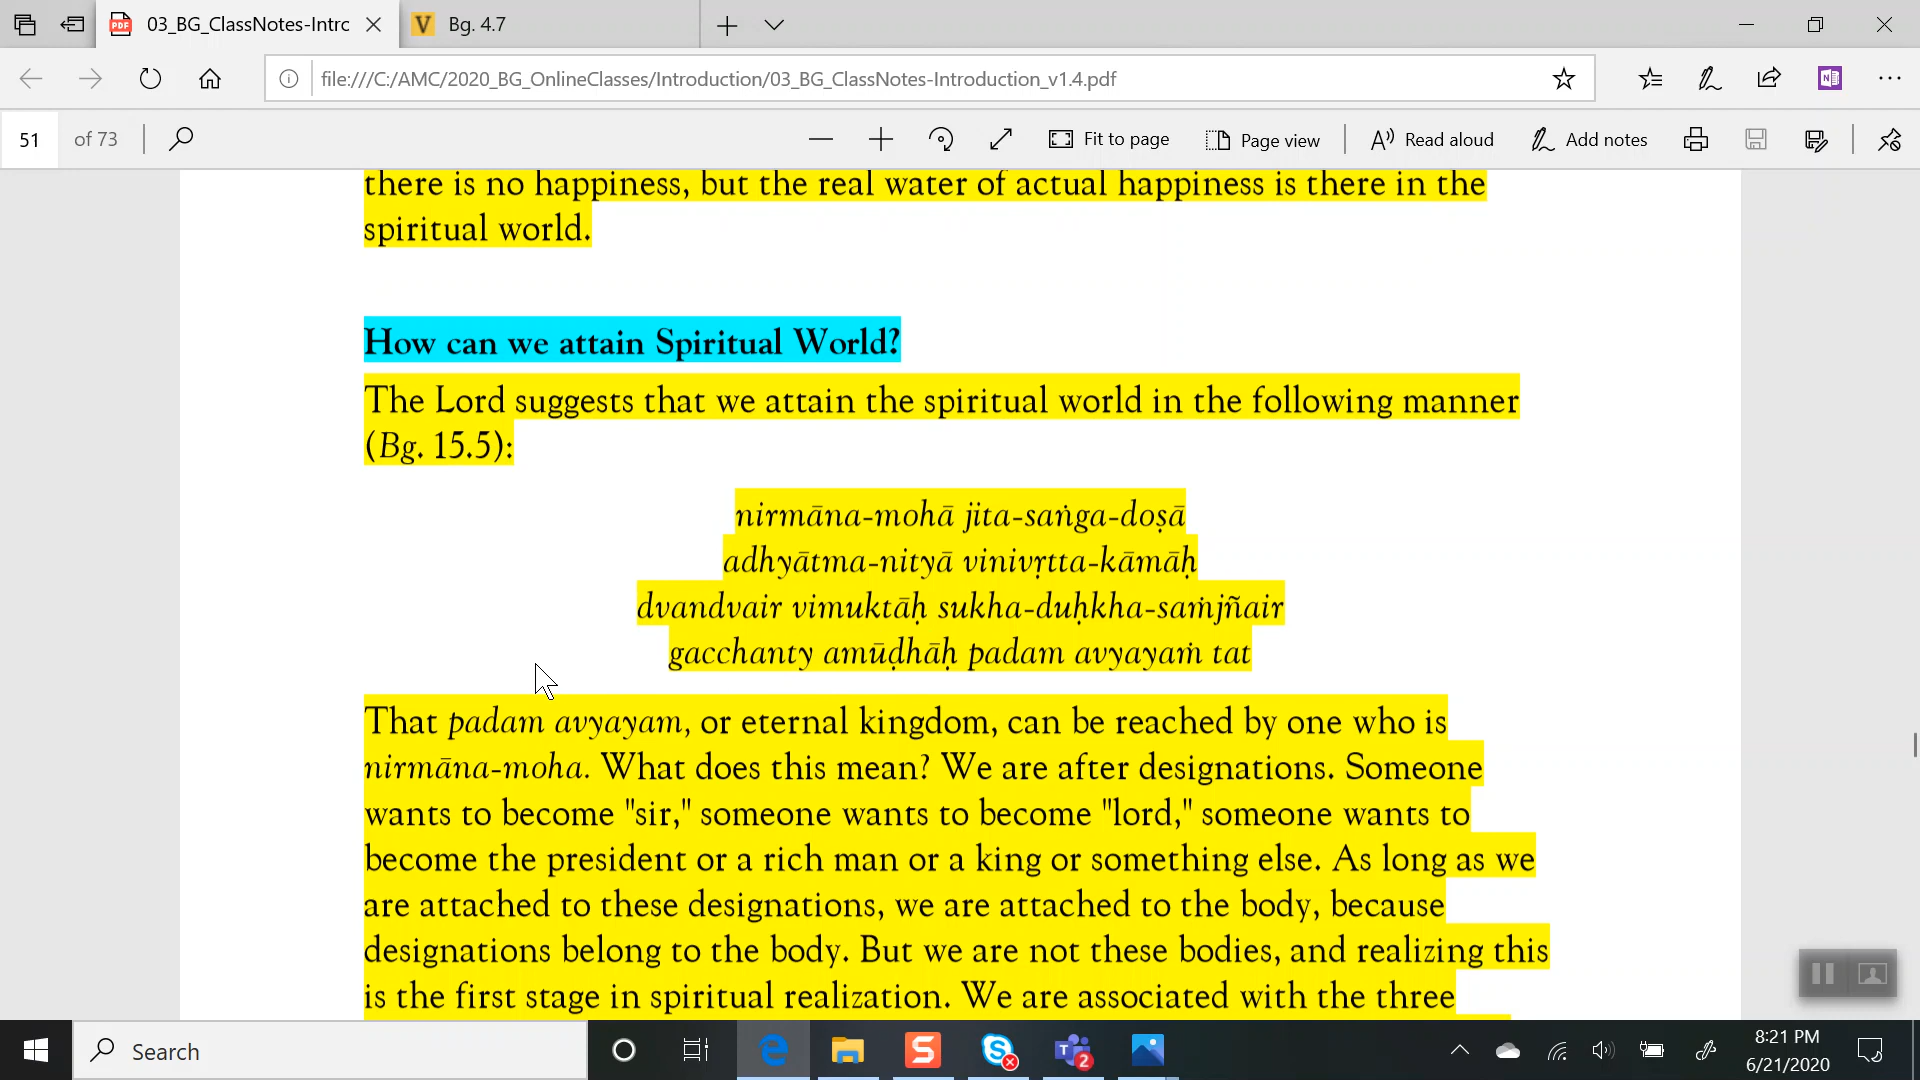 03_BG_ClassNotes-Intrc
Bg. 4.7
file:///C:/AMC/2020_BG_OnlineClasses/Introduction/03_BG_ClassNotes-Introduction_v1.4.pdf
51 of 73
Fit to page
Page view
Read aloud
Add notes
there is no happiness, but the real water of actual happiness is there in the
spiritual world.
How can we attain Spiritual World?
The Lord suggests that we attain the spiritual world in the following manner
(Bg. 15.5):
nirmāna-mohā jita-saṅga-doṣā
adhyātma-nityā vinivṛtta-kāmāḥ
dvandvair vimuktāḥ sukha-duḥkha-saṁjñair
gacchanty amūḍhāḥ padam avyayaṁ tat
That padam avyayam, or eternal kingdom, can be reached by one who is
nirmāna-moha. What does this mean? We are after designations. Someone
wants to become "sir," someone wants to become "lord," someone wants to
become the president or a rich man or a king or something else. As long as we
are attached to these designations, we are attached to the body, because
designations belong to the body. But we are not these bodies, and realizing this
is the first stage in spiritual realization. We are associated with the three
Search
8:21 PM
6/21/2020